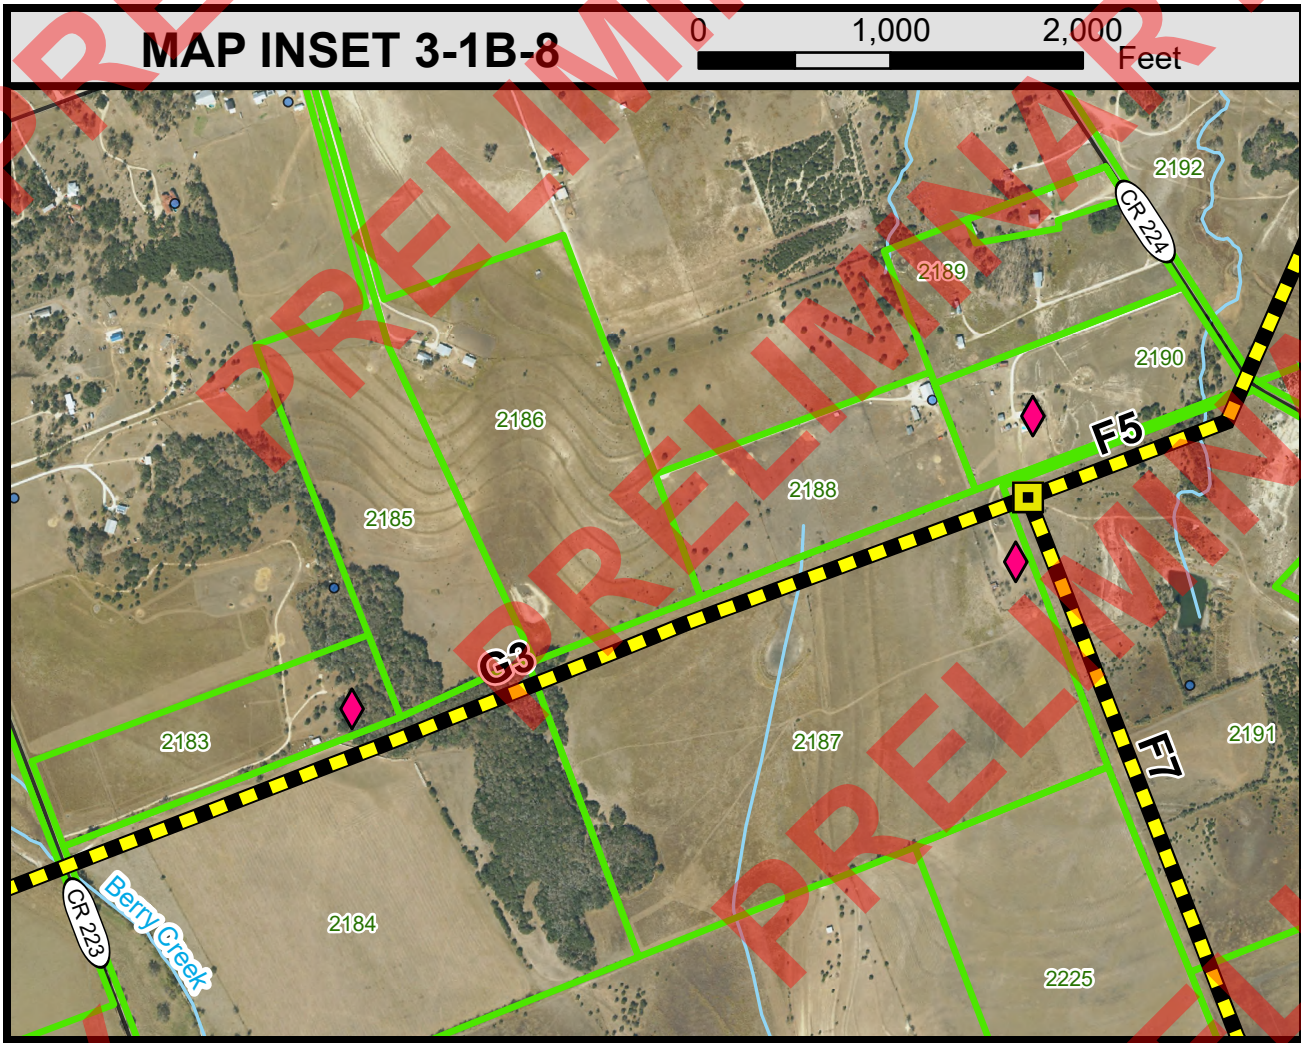 MAP INSET 3-1B-8
0 1,000 2,000
Feet
PRELIMINARY
PRELIMINARY
PRELIMINARY
2192
CR 224
2189
2190
2186
F5
2188
2185
G3
2183
2187
F7
2191
CR 223
Berry Creek
2184
2225